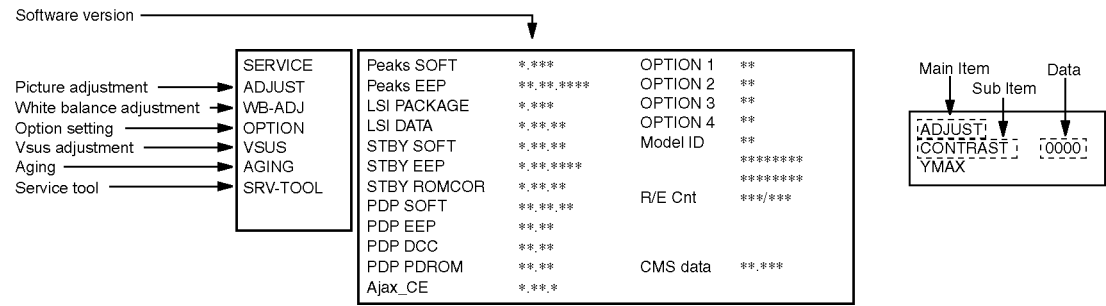 Software version
Picture adjustment
White balance adjustment
Option setting
Vsus adjustment
Aging
Service tool
SERVICE
ADJUST
WB-ADJ
OPTION
VSUS
AGING
SRV-TOOL
Peaks SOFT *.***
Peaks EEP **.**.****
LSI PACKAGE *.***
LSI DATA *.**.**
STBY SOFT *.**.**
STBY EEP *.**.****
STBY ROMCOR *.**.**
PDP SOFT **.**.**
PDP EEP **.**
PDP DCC **.**
PDP PDROM **.**
Ajax_CE *.**.*
OPTION 1 **
OPTION 2 **
OPTION 3 **
OPTION 4 **
Model ID **
********
********
R/E Cnt ***/***
CMS data **.***
Main Item
Sub Item
Data
ADJUST
CONTRAST 0000
YMAX